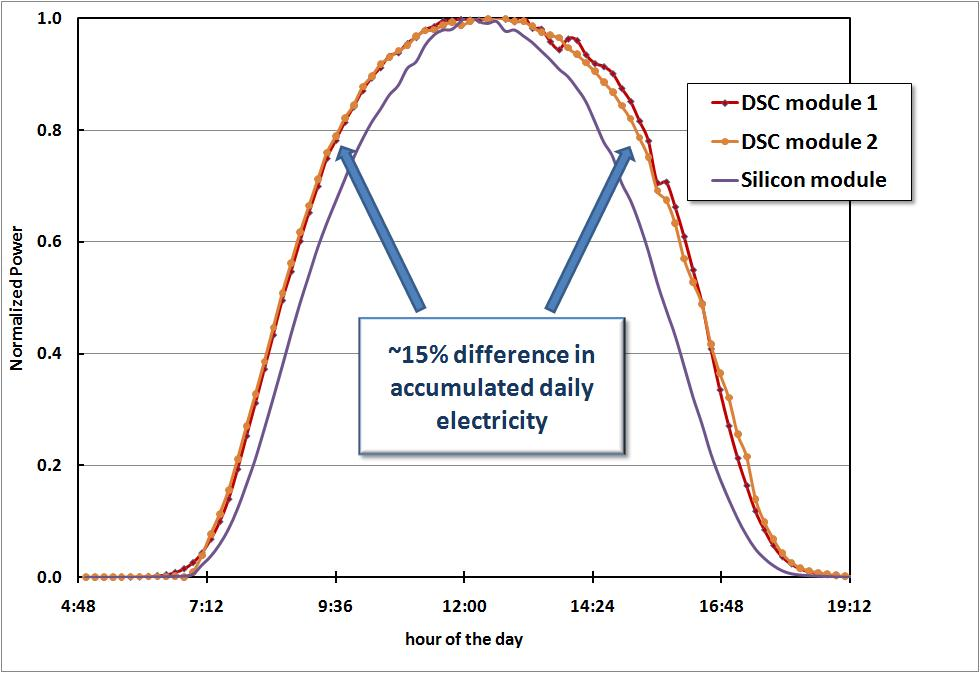 1.0
0.8
0.6
0.4
0.2
0.0
Normalized Power
DSC module 1
DSC module 2
Silicon module
~15% difference in
accumulated daily
electricity
4:48 7:12 9:36 12:00 14:24 16:48 19:12
hour of the day